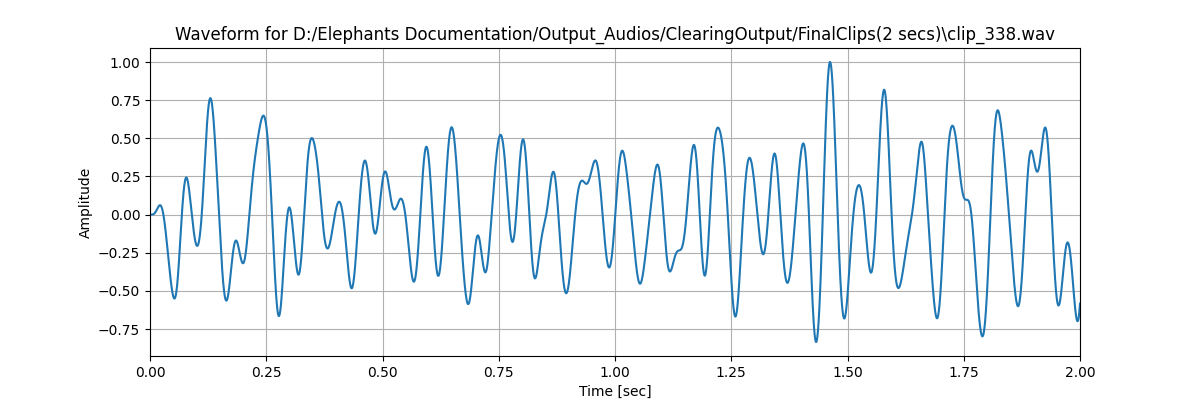 Waveform for D:/Elephants Documentation/Output_Audios/ClearingOutput/FinalClips(2 secs)\clip_338.wav
1.00
0.75
0.50
0.25
0.00
−0.25
−0.50
−0.75
Amplitude
0.00 0.25 0.50 0.75 1.00 1.25 1.50 1.75 2.00
Time [sec]